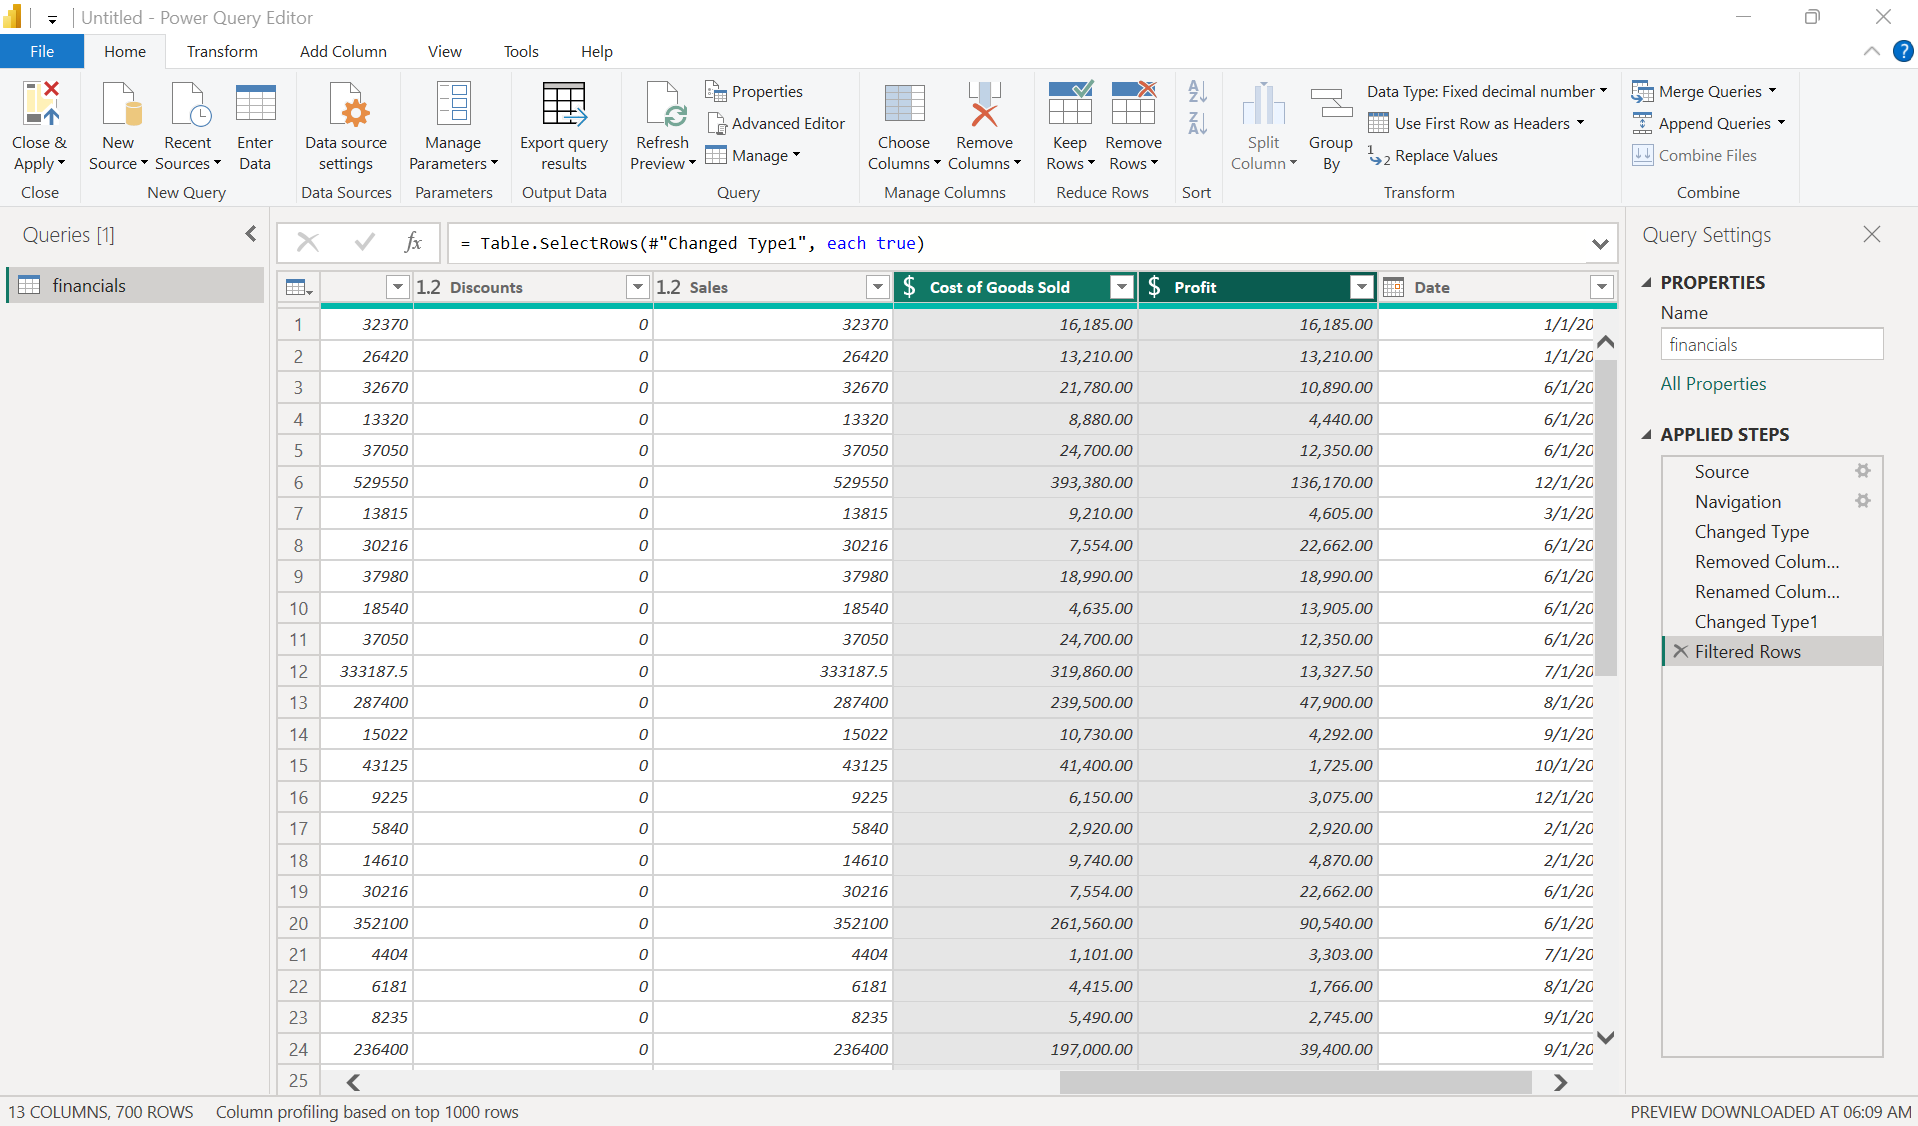 Untitled - Power Query Editor
File Home Transform Add Column View Tools Help
Close & Apply
New Source
Recent Sources
Enter Data
Data source settings
Manage Parameters
Export query results
Refresh Preview
Properties
Advanced Editor
Manage
Choose Columns
Remove Columns
Keep Rows
Remove Rows
A Z
Z A
Split Column
Group By
Data Type: Fixed decimal number
Use First Row as Headers
1 2 Replace Values
Merge Queries
Append Queries
Combine Files
Close New Query Data Sources Parameters Output Data Query Manage Columns Reduce Rows Sort Transform Combine
Queries [1]
financials
fx = Table.SelectRows(#"Changed Type1", each true)
1.2 Discounts 1.2 Sales $ Cost of Goods Sold $ Profit Date
1 32370 0 32370 16,185.00 16,185.00 1/1/20
2 26420 0 26420 13,210.00 13,210.00 1/1/20
3 32670 0 32670 21,780.00 10,890.00 6/1/20
4 13320 0 13320 8,880.00 4,440.00 6/1/20
5 37050 0 37050 24,700.00 12,350.00 6/1/20
6 529550 0 529550 393,380.00 136,170.00 12/1/20
7 13815 0 13815 9,210.00 4,605.00 3/1/20
8 30216 0 30216 7,554.00 22,662.00 6/1/20
9 37980 0 37980 18,990.00 18,990.00 6/1/20
10 18540 0 18540 4,635.00 13,905.00 6/1/20
11 37050 0 37050 24,700.00 12,350.00 6/1/20
12 333187.5 0 333187.5 319,860.00 13,327.50 7/1/20
13 287400 0 287400 239,500.00 47,900.00 8/1/20
14 15022 0 15022 10,730.00 4,292.00 9/1/20
15 43125 0 43125 41,400.00 1,725.00 10/1/20
16 9225 0 9225 6,150.00 3,075.00 12/1/20
17 5840 0 5840 2,920.00 2,920.00 2/1/20
18 14610 0 14610 9,740.00 4,870.00 2/1/20
19 30216 0 30216 7,554.00 22,662.00 6/1/20
20 352100 0 352100 261,560.00 90,540.00 6/1/20
21 4404 0 4404 1,101.00 3,303.00 7/1/20
22 6181 0 6181 4,415.00 1,766.00 8/1/20
23 8235 0 8235 5,490.00 2,745.00 9/1/20
24 236400 0 236400 197,000.00 39,400.00 9/1/20
25
Query Settings
PROPERTIES
Name
financials
All Properties
APPLIED STEPS
Source
Navigation
Changed Type
Removed Colum...
Renamed Colum...
Changed Type1
Filtered Rows
13 COLUMNS, 700 ROWS Column profiling based on top 1000 rows PREVIEW DOWNLOADED AT 06:09 AM